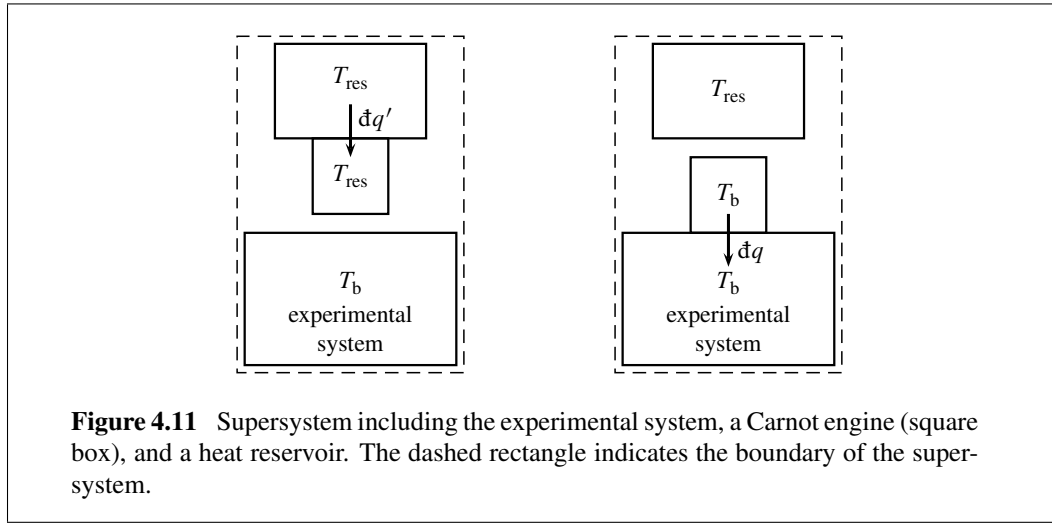 T_res
đq′
T_res
T_b
experimental
system
T_res
T_b
đq
T_b
experimental
system
Figure 4.11 Supersystem including the experimental system, a Carnot engine (square
box), and a heat reservoir. The dashed rectangle indicates the boundary of the super-
system.